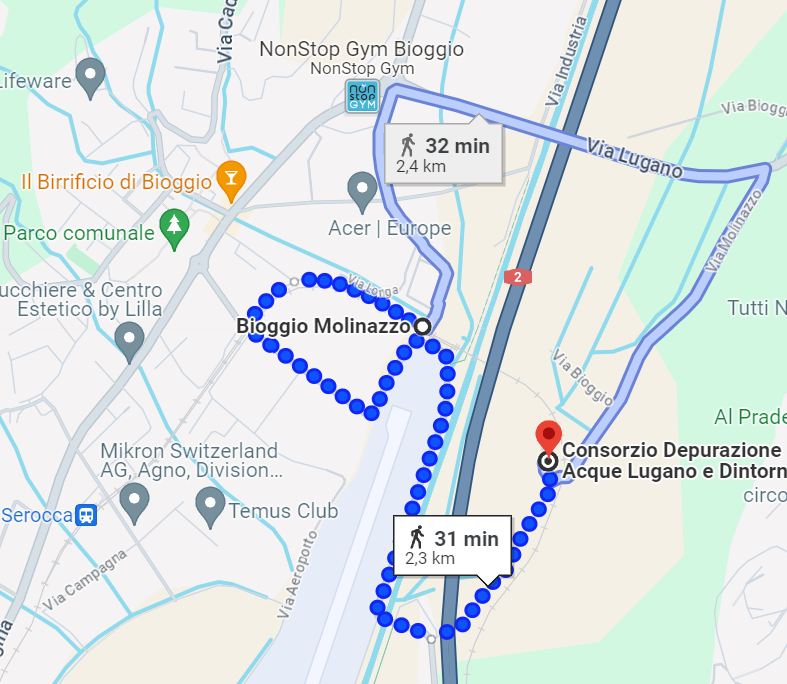 Via Cad
Via Industria
NonStop Gym Bioggio
NonStop Gym
Lifeware
non
stop
GYM
Via Biogg
32 min
2,4 km
Via Lugano
Il Birrificio di Bioggio
Acer | Europe
Parco comunale
Via Molinazzo
2
ucchiere & Centro
Estetico by Lilla
Via Lorga
Tutti N
Bioggio Molinazzo
Via Bioggio
Al Prade
Mikron Switzerland
AG, Agno, Division...
Consorzio Depurazione
Acque Lugano e Dintorn
circo
Serocca
Temus Club
31 min
2,3 km
Via Campagna
Via Aeroporto
gna